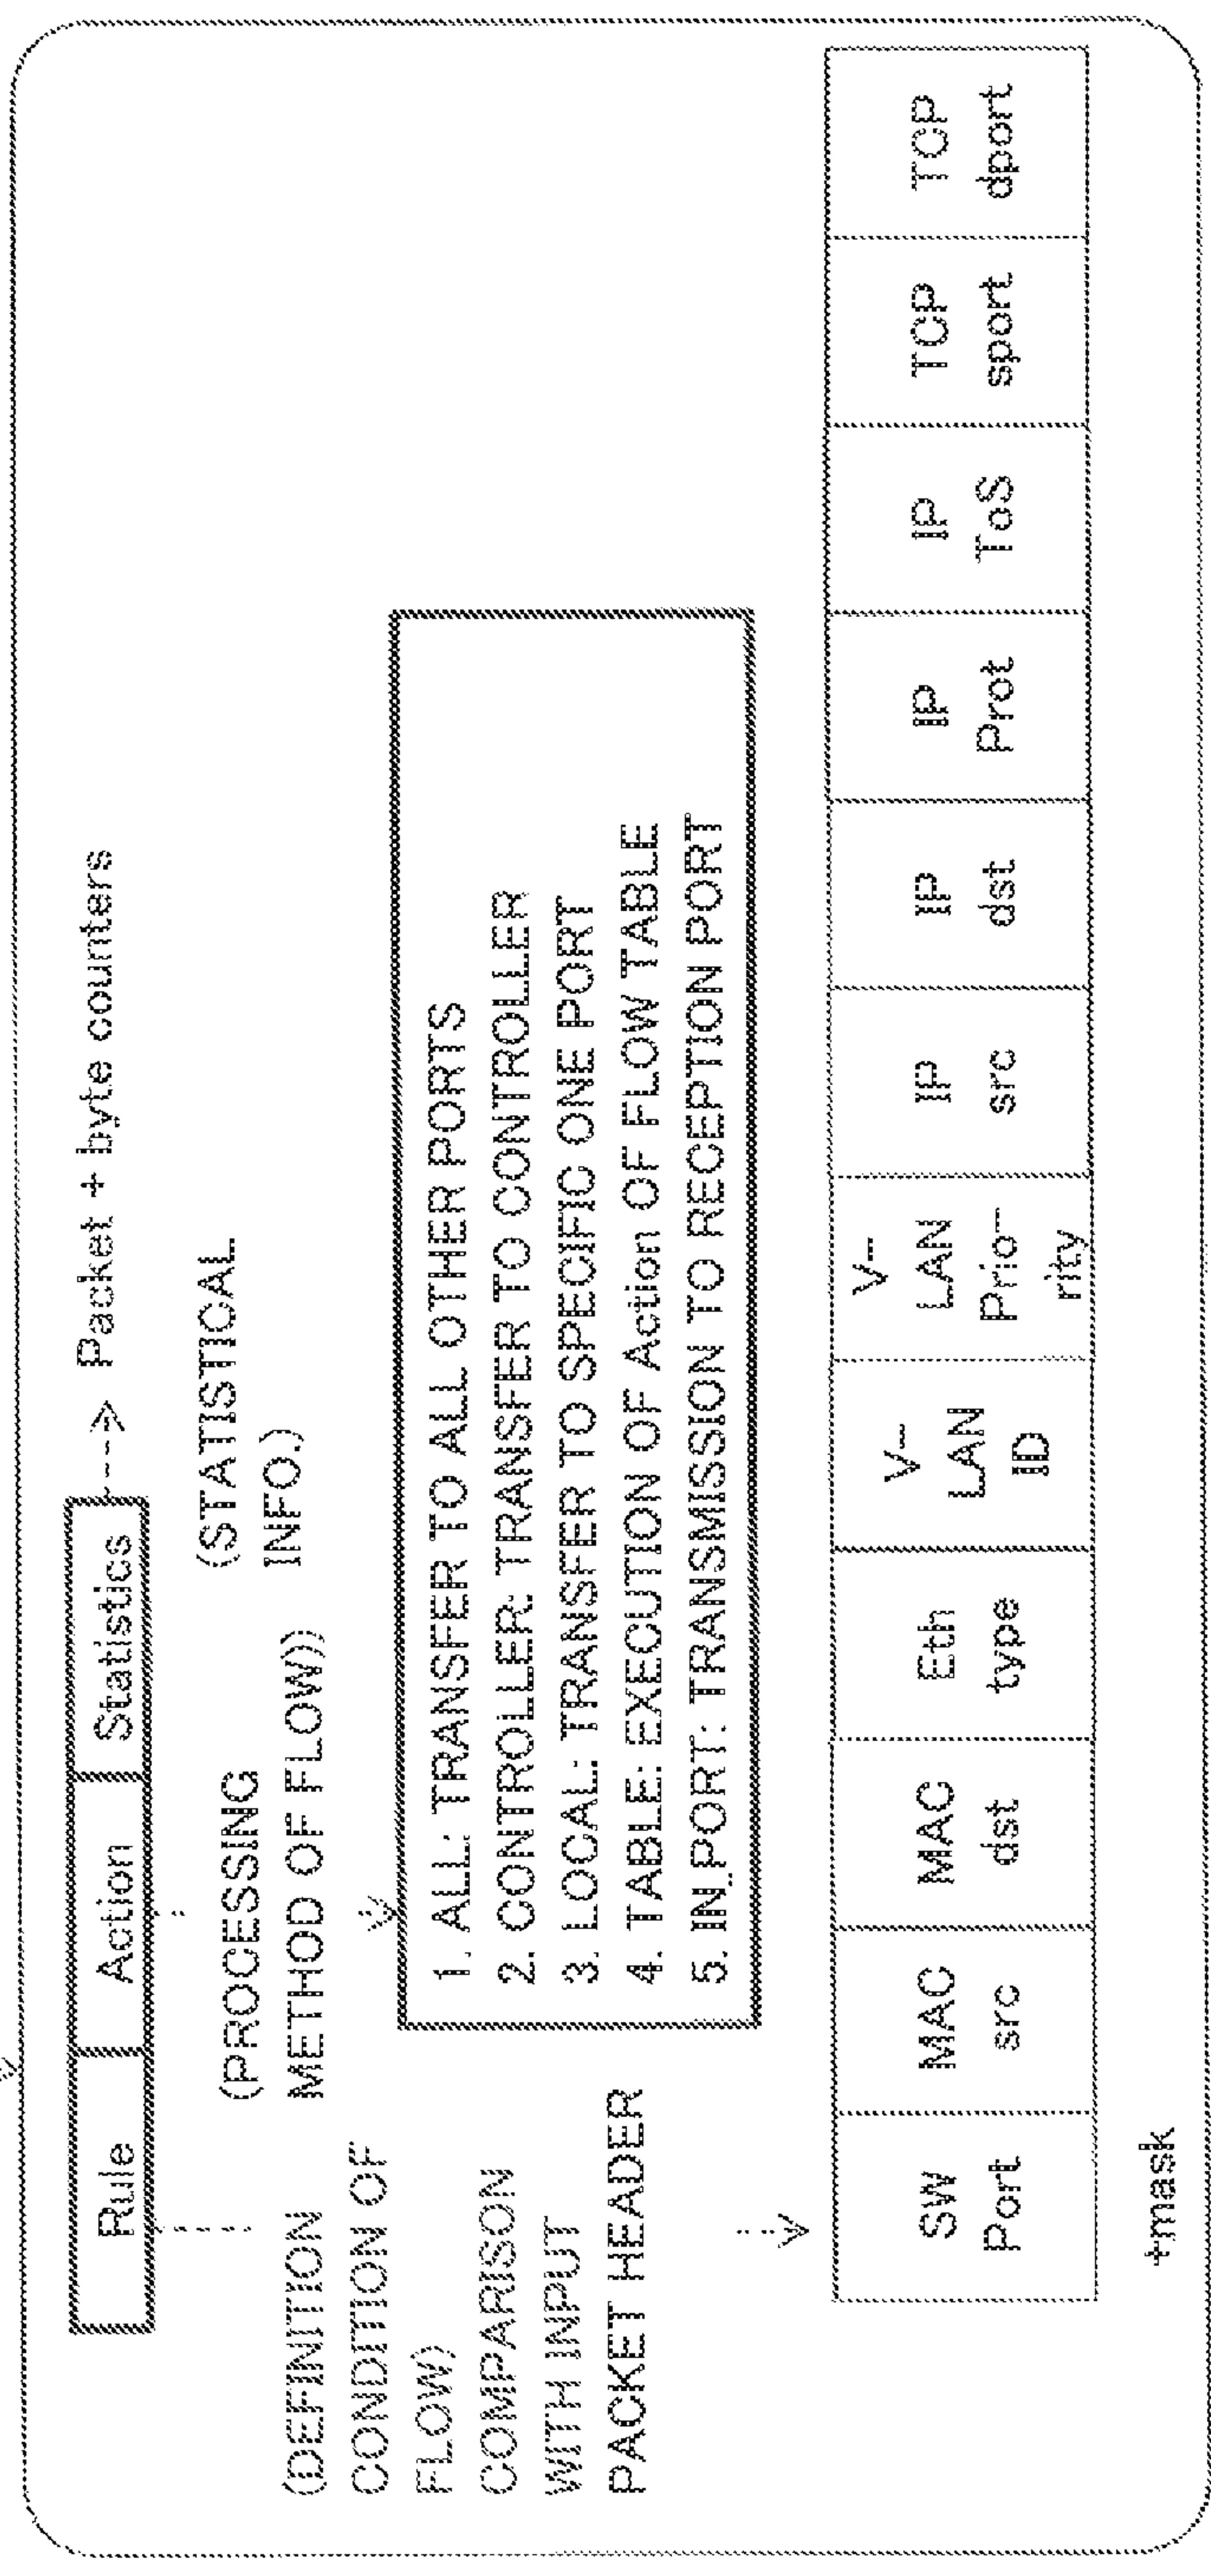 Rule
Action
Statistics
Packet + byte counters
(STATISTICAL
INFO.)
(PROCESSING
METHOD OF FLOW))
(DEFINITION
CONDITION OF
FLOW)
COMPARISON
WITH INPUT
PACKET HEADER
1. ALL: TRANSFER TO ALL OTHER PORTS
2. CONTROLLER: TRANSFER TO CONTROLLER
3. LOCAL: TRANSFER TO SPECIFIC ONE PORT
4. TABLE: EXECUTION OF Action OF FLOW TABLE
5. IN_PORT: TRANSMISSION TO RECEPTION PORT
SW
Port
MAC
src
MAC
dst
Eth
type
V-
LAN
ID
V-
LAN
Prio-
rity
IP
src
IP
dst
IP
Prot
IP
ToS
TCP
sport
TCP
dport
+mask